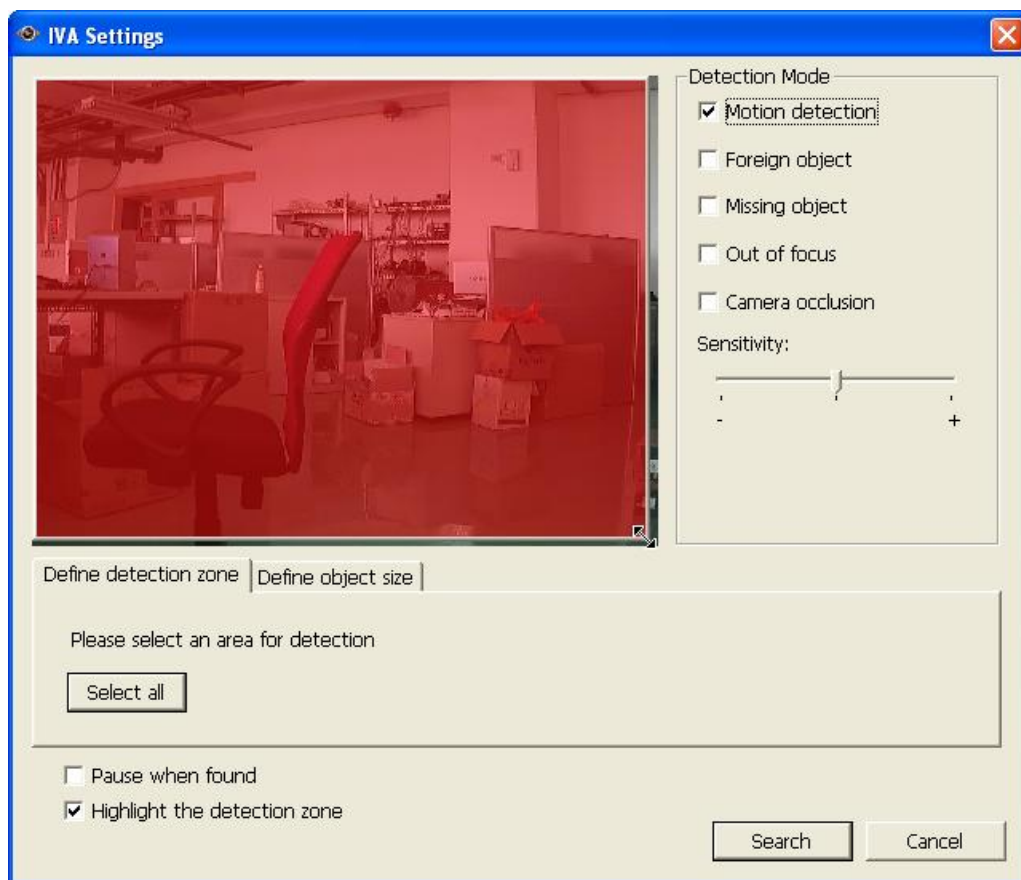 IVA Settings
Detection Mode
Motion detection
Foreign object
Missing object
Out of focus
Camera occlusion
Sensitivity:
- +
Define detection zone
Define object size
Please select an area for detection
Select all
Pause when found
Highlight the detection zone
Search
Cancel